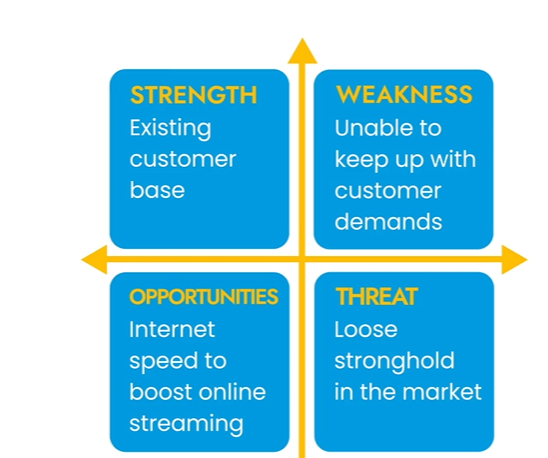 STRENGTH
Existing
customer
base
WEAKNESS
Unable to
keep up with
customer
demands
OPPORTUNITIES
Internet
speed to
boost online
streaming
THREAT
Loose
stronghold
in the market